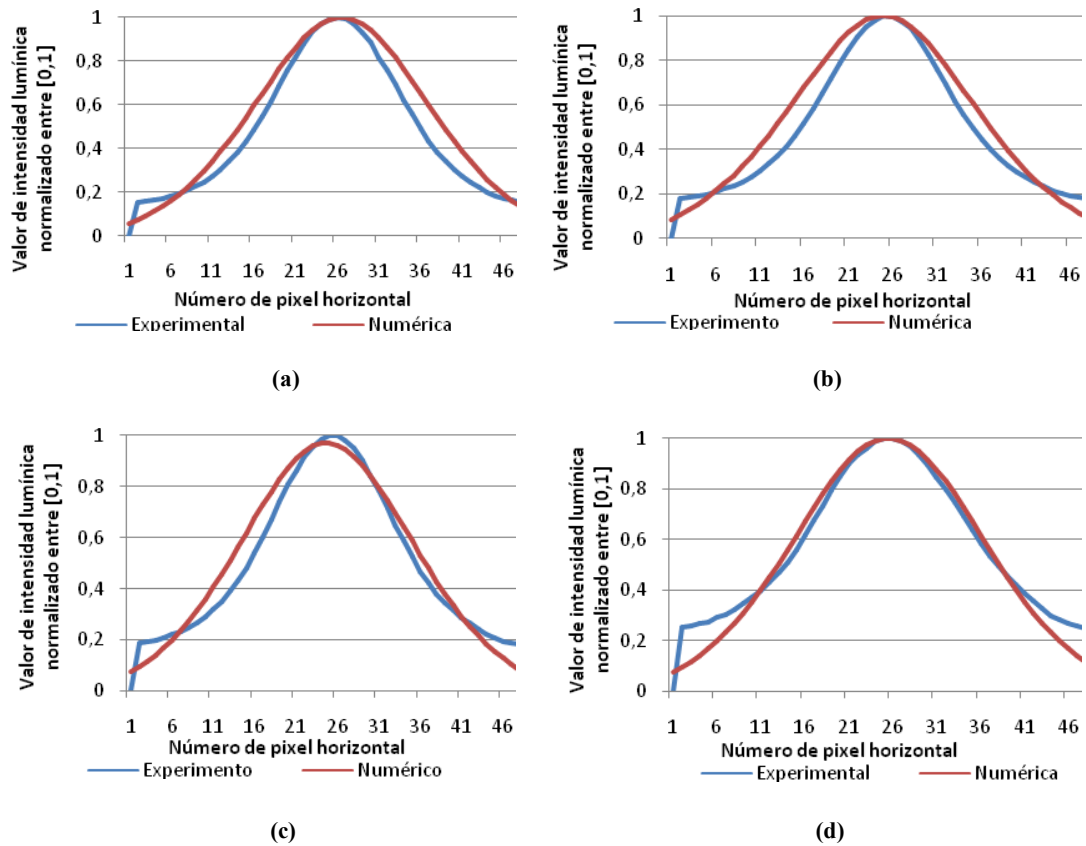 Valor de intensidad lumínica
normalizado entre [0,1]
1
0,8
0,6
0,4
0,2
0
1 6 11 16 21 26 31 36 41 46
Número de pixel horizontal
Experimental Numérica
(a)
Valor de intensidad lumínica
normalizado entre [0,1]
1
0,8
0,6
0,4
0,2
0
1 6 11 16 21 26 31 36 41 46
Número de pixel horizontal
Experimento Numérica
(b)
Valor de intensidad lumínica
normalizado entre [0,1]
1
0,8
0,6
0,4
0,2
0
1 6 11 16 21 26 31 36 41 46
Número de pixel horizontal
Experimento Numérico
(c)
Valor de intensidad lumínica
normalizado entre [0,1]
1
0,8
0,6
0,4
0,2
0
1 6 11 16 21 26 31 36 41 46
Número de pixel horizontal
Experimental Numérica
(d)